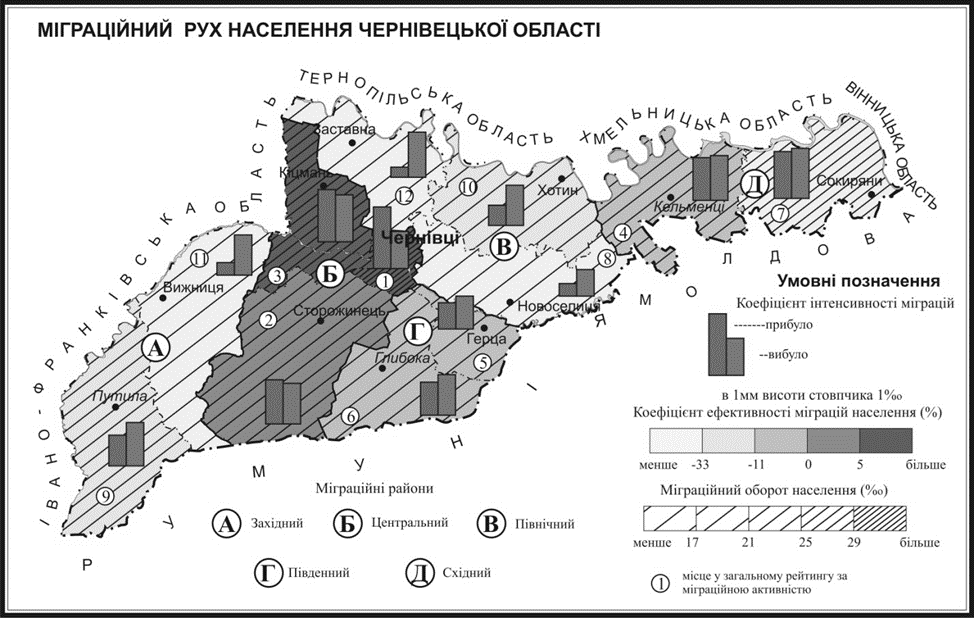 МІГРАЦІЙНИЙ РУХ НАСЕЛЕННЯ ЧЕРНІВЕЦЬКОЇ ОБЛАСТІ
ТЕРНОПІЛЬСЬКА ОБЛАСТЬ
ХМЕЛЬНИЦЬКА ОБЛАСТЬ
ВІННИЦЬКА ОБЛАСТЬ
ІВАНО-ФРАНКІВСЬКА ОБЛАСТЬ
МОЛДОВА
РУМУНІЯ
Заставна
Кіцмань
12
10
Хотин
Кельменці
Д
Сокиряни
7
4
Чернівці
В
8
11
Вижниця
3
Б
1
Новоселиця
2
Сторожинець
Г
Герца
А
Глибока
5
Путила
6
9
Умовні позначення
Коефіцієнт інтенсивності міграцій
-------прибуло
--вибуло
в 1мм висоти стовпчика 1‰
Коефіцієнт ефективності міграцій населення (%)
менше -33 -11 0 5 більше
Міграційний оборот населення (‰)
менше 17 21 25 29 більше
1 місце у загальному рейтингу за
міграційною активністю
Міграційні райони
А Західний Б Центральний В Північний
Г Південний Д Східний